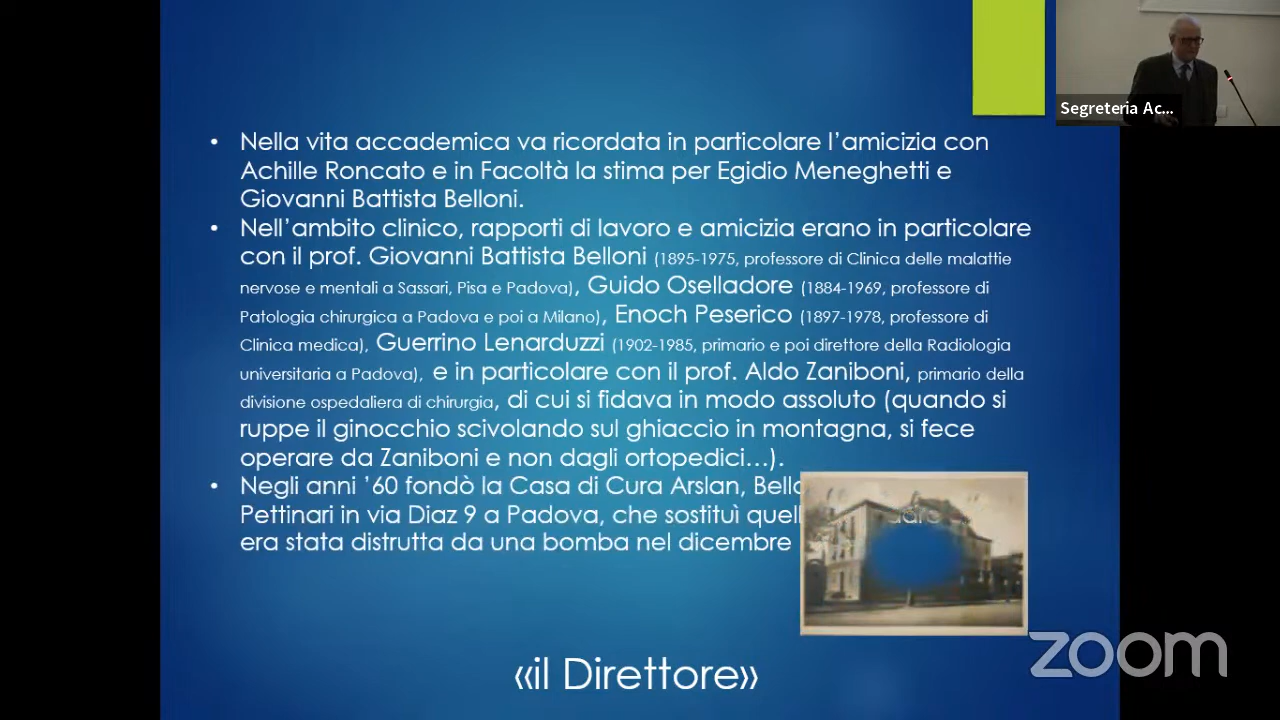 Segreteria Ac...
• Nella vita accademica va ricordata in particolare l’amicizia con
Achille Roncato e in Facoltà la stima per Egidio Meneghetti e
Giovanni Battista Belloni.
• Nell’ambito clinico, rapporti di lavoro e amicizia erano in particolare
con il prof. Giovanni Battista Belloni (1895-1975, professore di Clinica delle malattie
nervose e mentali a Sassari, Pisa e Padova), Guido Oselladore (1884-1969, professore di
Patologia chirurgica a Padova e poi a Milano), Enoch Peserico (1897-1978, professore di
Clinica medica), Guerrino Lenarduzzi (1902-1985, primario e poi direttore della Radiologia
universitaria a Padova), e in particolare con il prof. Aldo Zaniboni, primario della
divisione ospedaliera di chirurgia, di cui si fidava in modo assoluto (quando si
ruppe il ginocchio scivolando sul ghiaccio in montagna, si fece
operare da Zaniboni e non dagli ortopedici…).
• Negli anni ’60 fondò la Casa di Cura Arslan,
Pettinari in via Diaz 9 a Padova, che sostituì
era stata distrutta da una bomba nel dicembre
«il Direttore»
zoom